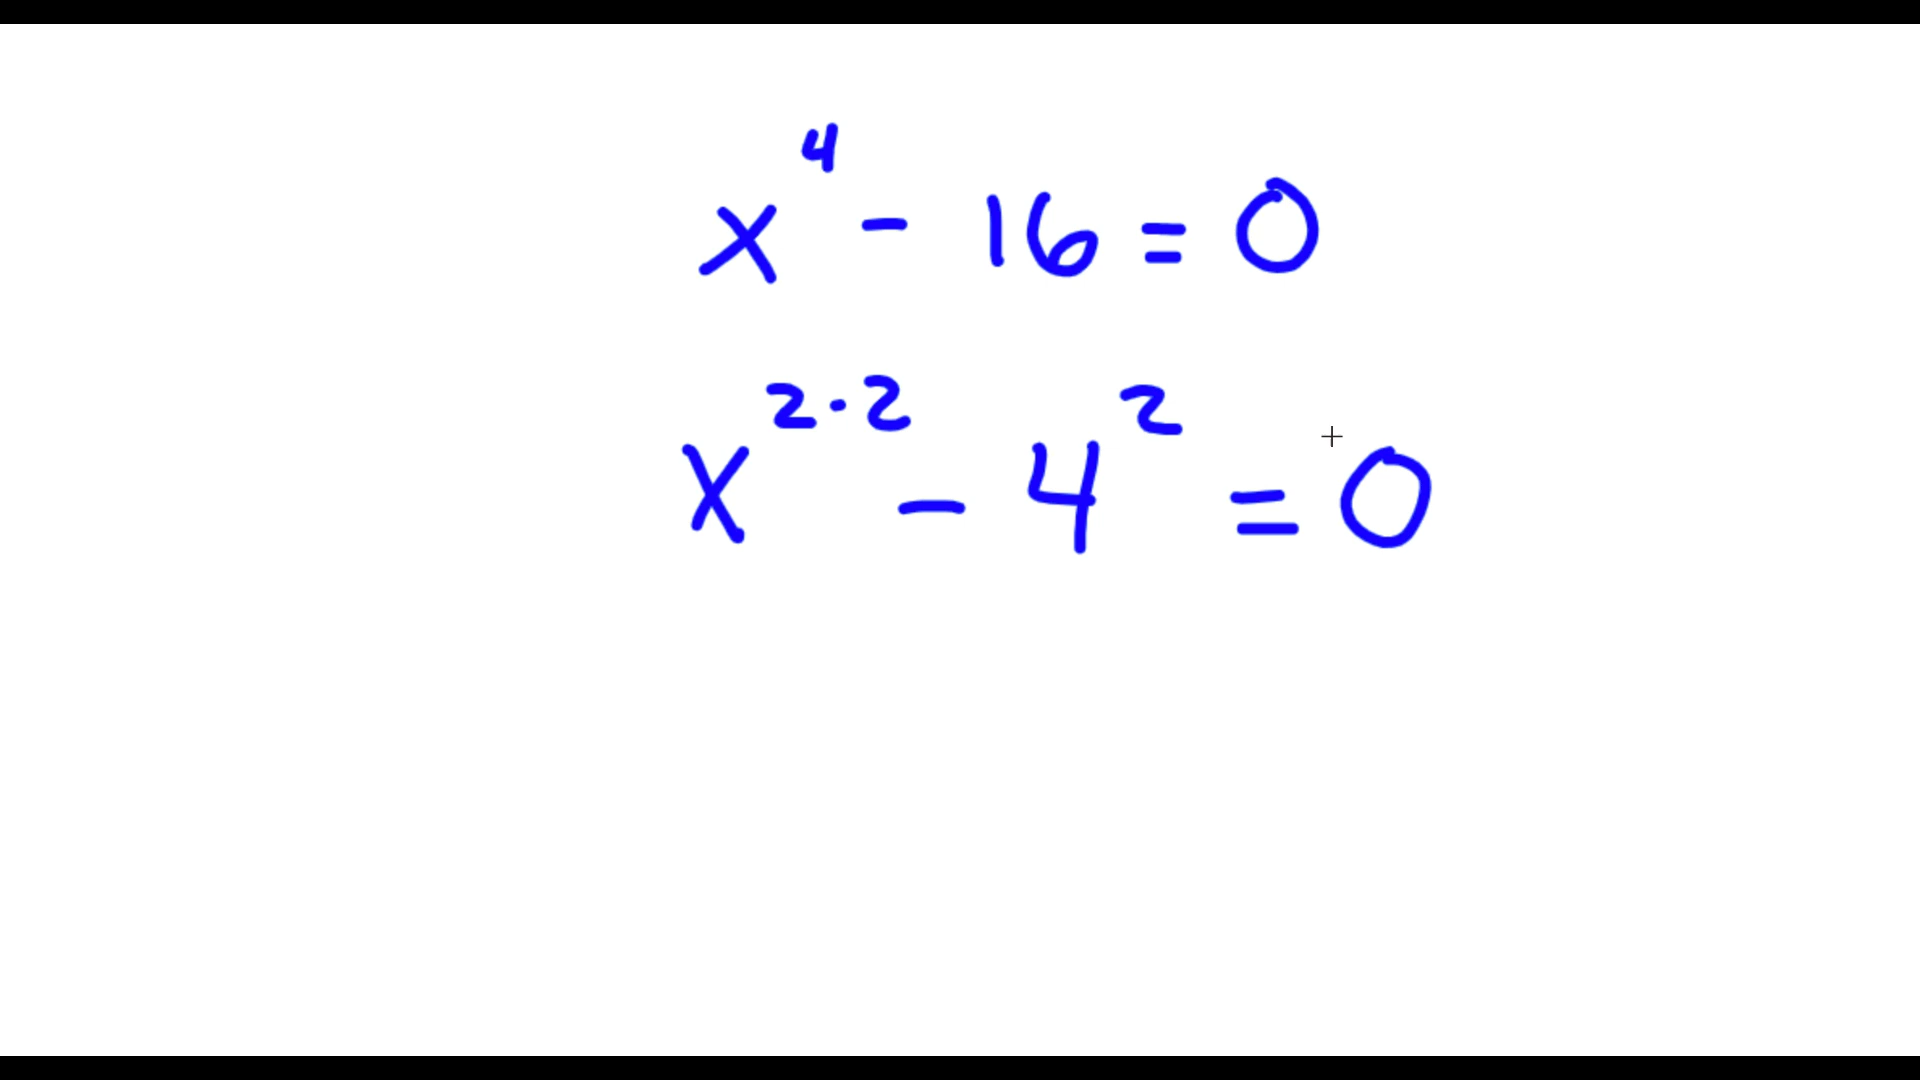 x⁴ - 16 = 0
x²·² - 4² = 0